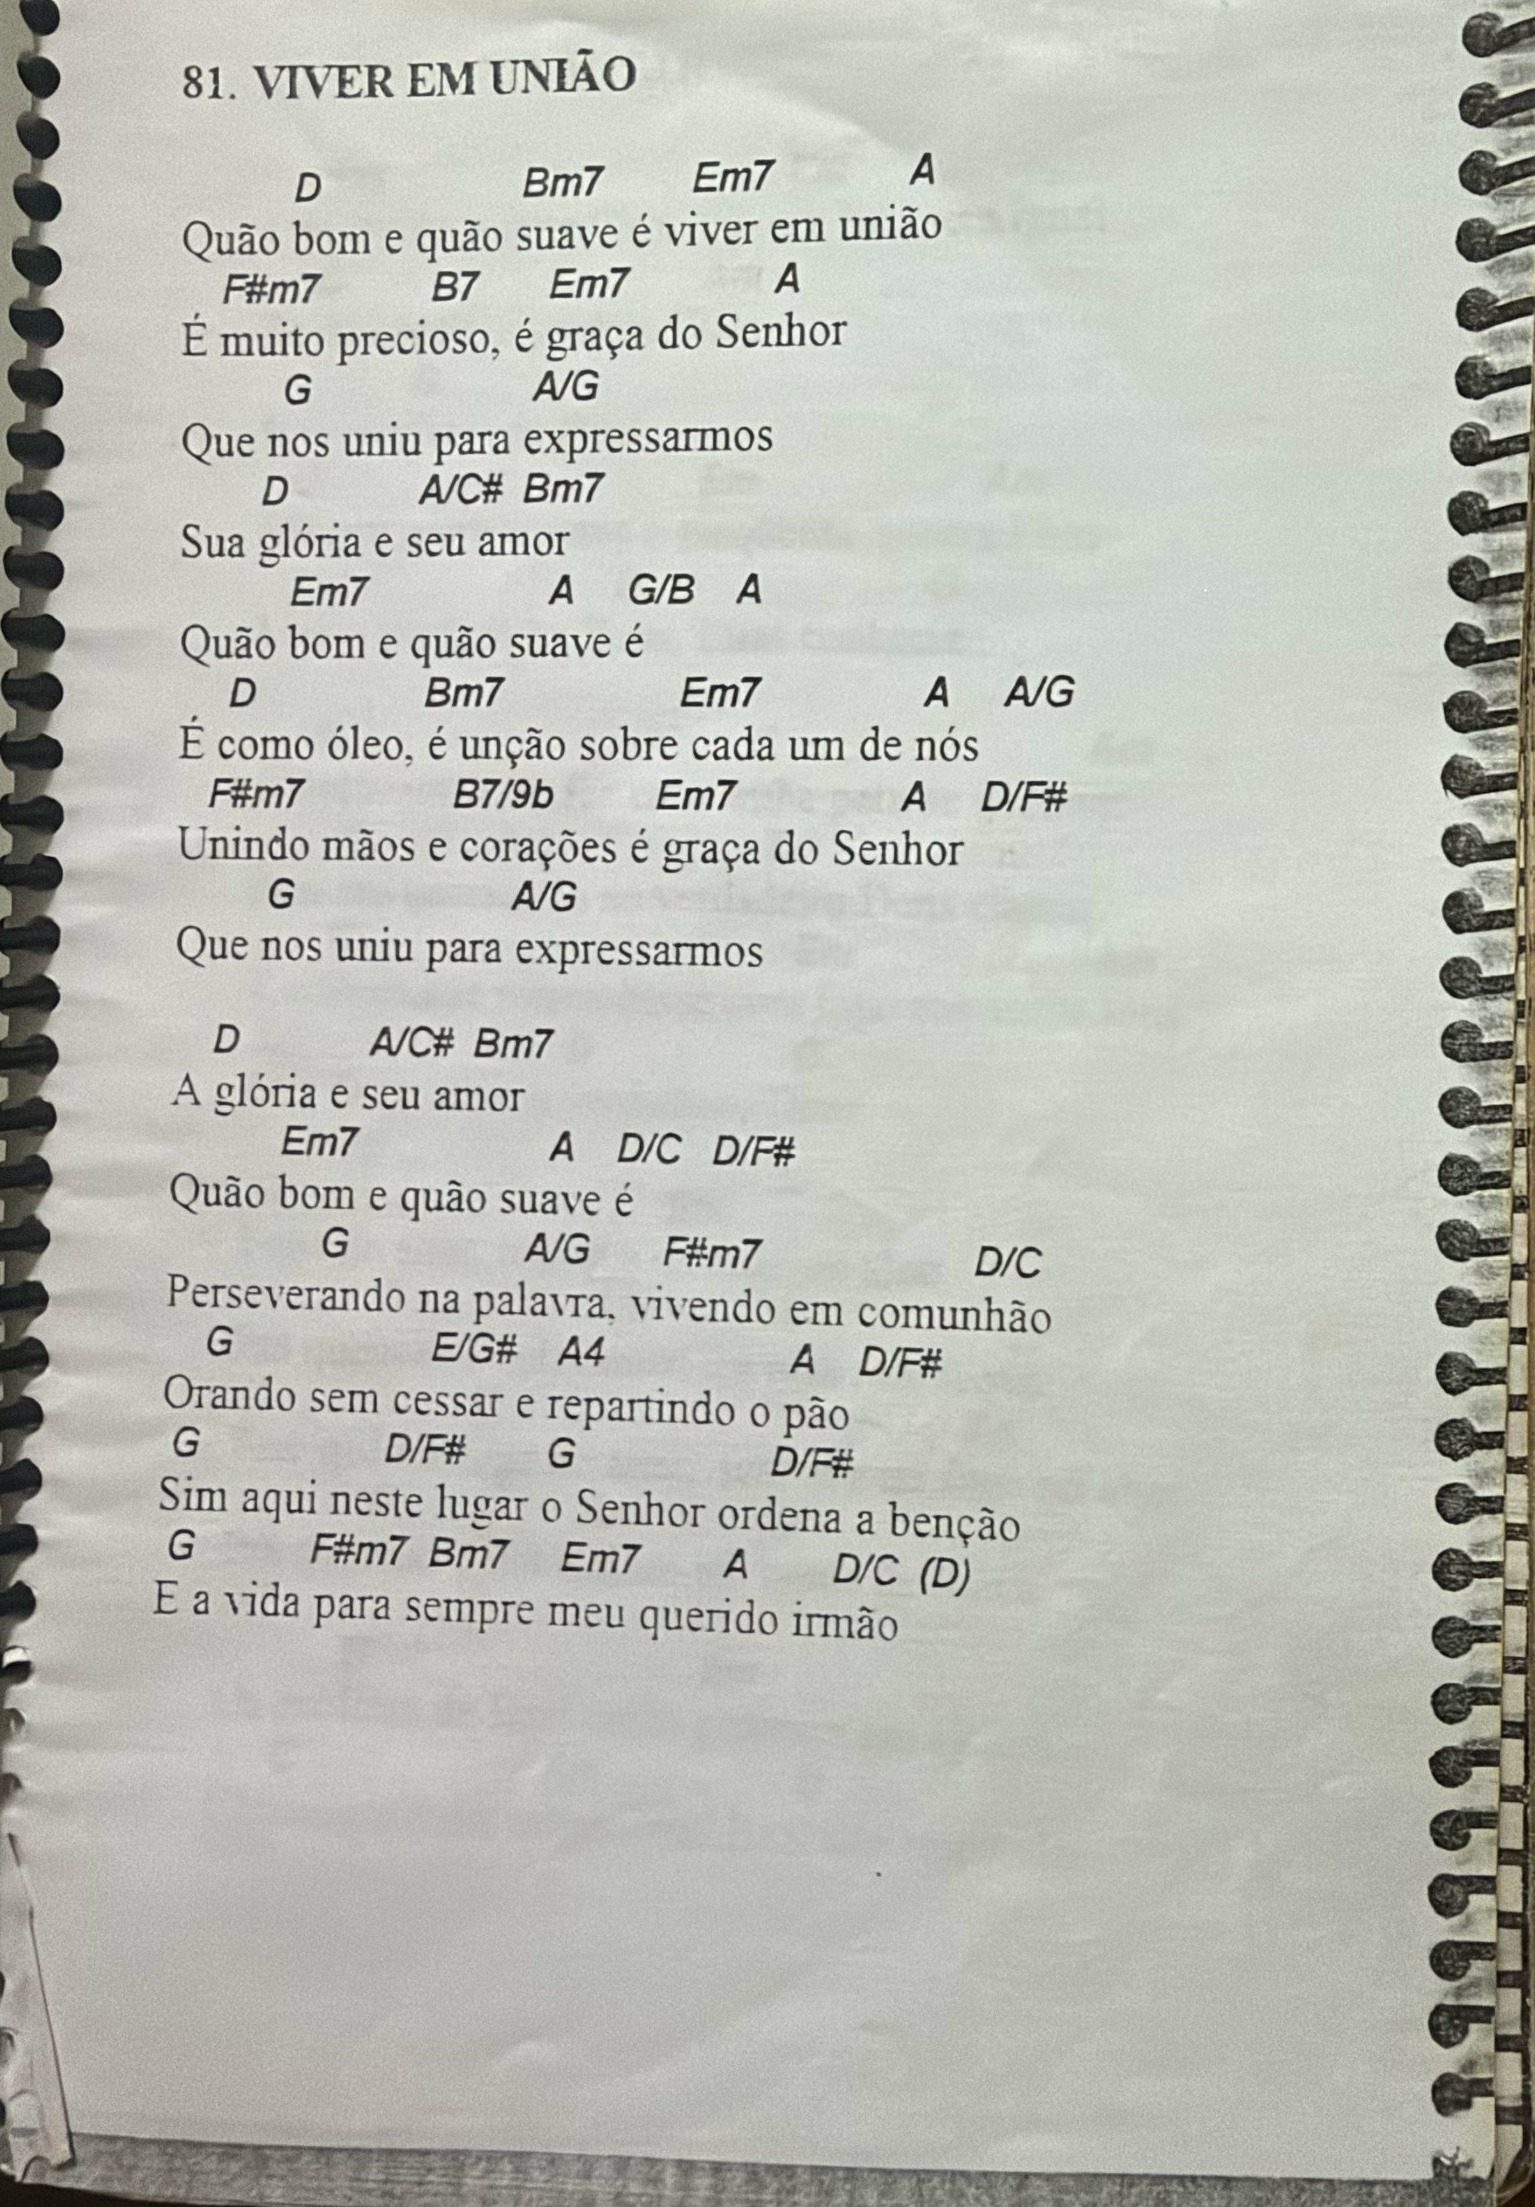 81. VIVER EM UNIÃO
D Bm7 Em7 A
Quão bom e quão suave é viver em união
F#m7 B7 Em7 A
É muito precioso, é graça do Senhor
G A/G
Que nos uniu para expressarmos
D A/C# Bm7
Sua glória e seu amor
Em7 A G/B A
Quão bom e quão suave é
D Bm7 Em7 A A/G
É como óleo, é unção sobre cada um de nós
F#m7 B7/9b Em7 A D/F#
Unindo mãos e corações é graça do Senhor
G A/G
Que nos uniu para expressarmos
D A/C# Bm7
A glória e seu amor
Em7 A D/C D/F#
Quão bom e quão suave é
G A/G F#m7 D/C
Perseverando na palavra, vivendo em comunhão
G E/G# A4 A D/F#
Orando sem cessar e repartindo o pão
G D/F# G D/F#
Sim aqui neste lugar o Senhor ordena a benção
G F#m7 Bm7 Em7 A D/C (D)
E a vida para sempre meu querido irmão